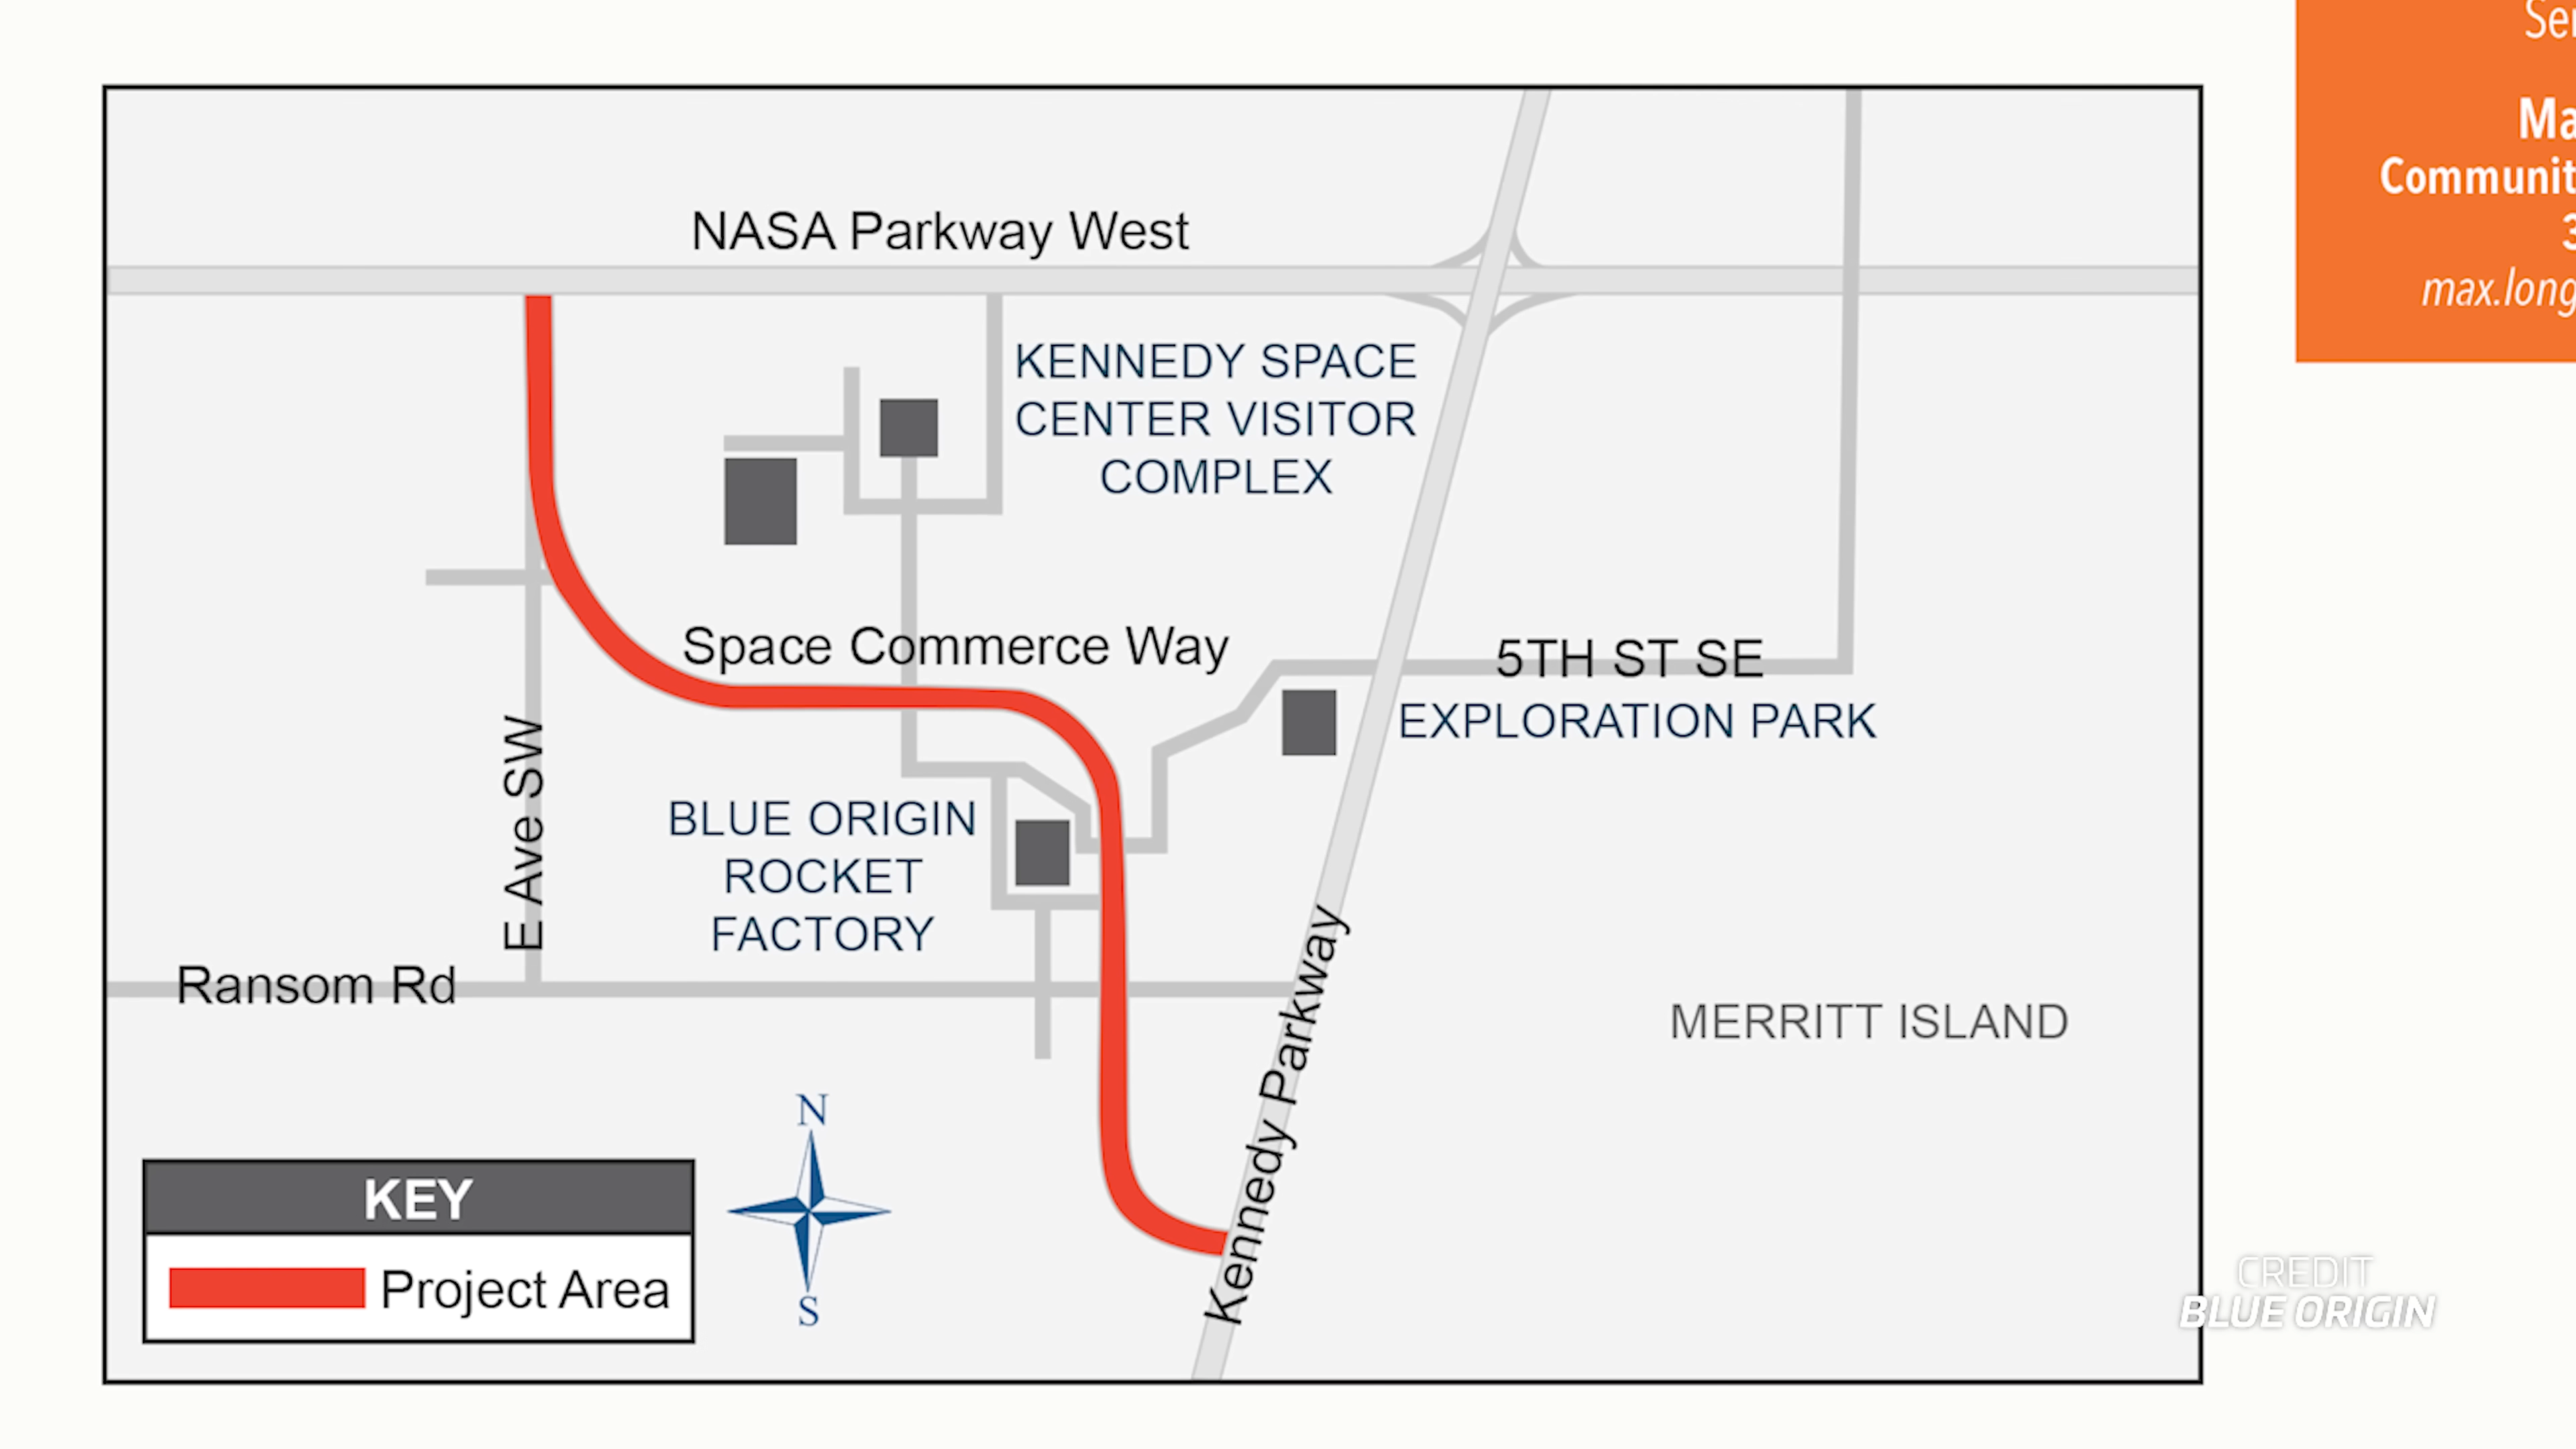 NASA Parkway West
KENNEDY SPACE
CENTER VISITOR
COMPLEX
Space Commerce Way
5TH ST SE
EXPLORATION PARK
E Ave SW
BLUE ORIGIN
ROCKET
FACTORY
Ransom Rd
Kennedy Parkway
MERRITT ISLAND
N
S
KEY
Project Area
CREDIT
BLUE ORIGIN
max.long